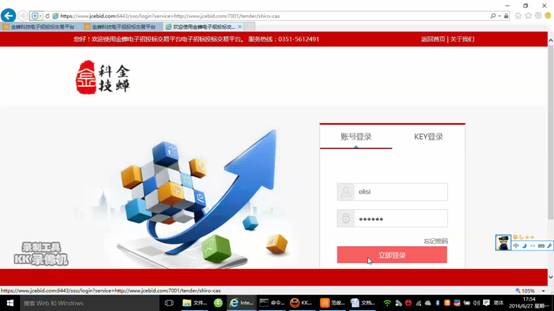 https://www.jcebid.com:6443/sso/login?service=http://www.jcebid.com:7001/tender/shiro-cas
金蝉科技电子招投标交易平台
金蝉科技电子招投标交易平台
欢迎使用金蝉电子招投标交...
您好！欢迎使用金蝉电子招投标交易平台电子招投标交易平台。 服务热线：0351-5612491
返回首页 | 关于我们
科金
技蝉
账号登录
KEY登录
elisi
忘记密码
立即登录
录制工具
KK录像机
https://www.jcebid.com:6443/sso/login?service=http://www.jcebid.com:7001/tender/shiro-cas
105%
搜索 Web 和 Windows
文件...
Inte...
命令...
KK...
文档...
简体
17:54
2016/6/27 星期一